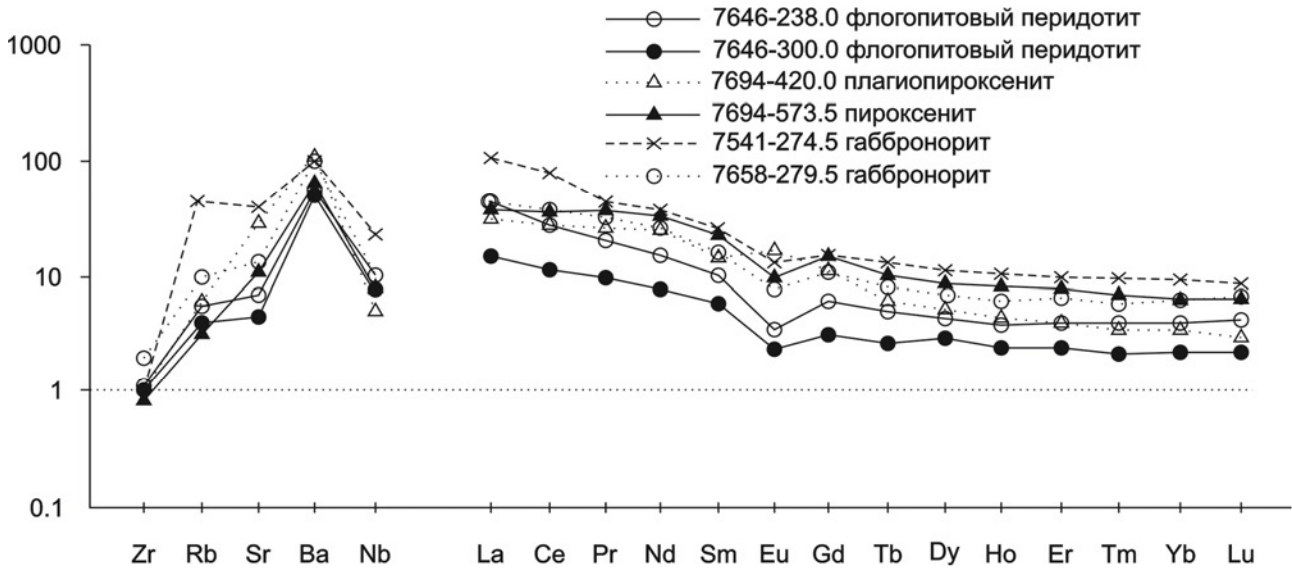 7646-238.0 флогопитовый перидотит
7646-300.0 флогопитовый перидотит
7694-420.0 плагиопироксенит
7694-573.5 пироксенит
7541-274.5 габбронорит
7658-279.5 габбронорит
1000
100
10
1
0.1
Zr Rb Sr Ba Nb La Ce Pr Nd Sm Eu Gd Tb Dy Ho Er Tm Yb Lu